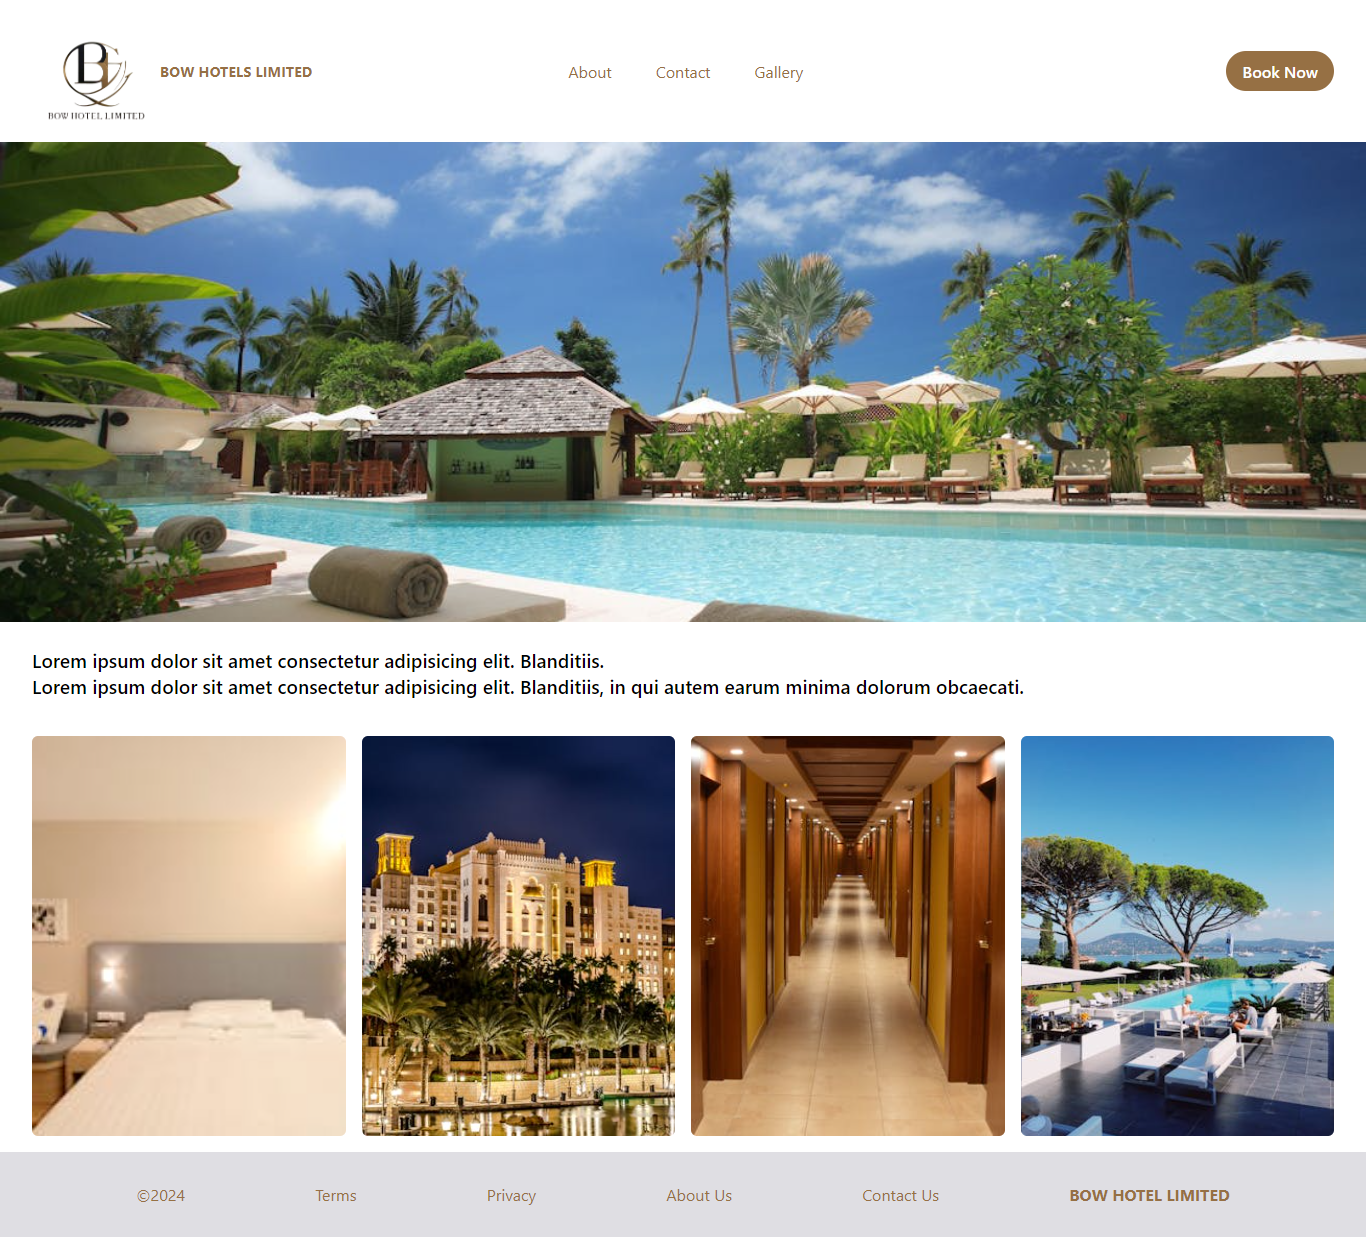 BG
BOW HOTEL LIMITED
BOW HOTELS LIMITED
About
Contact
Gallery
Book Now
Lorem ipsum dolor sit amet consectetur adipisicing elit. Blanditiis.
Lorem ipsum dolor sit amet consectetur adipisicing elit. Blanditiis, in qui autem earum minima dolorum obcaecati.
©2024
Terms
Privacy
About Us
Contact Us
BOW HOTEL LIMITED